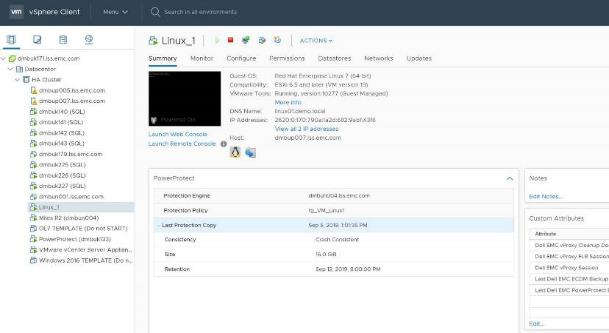 vm vSphere Client Menu Search in all environments
dmbuk171.lss.emc.com
Datacenter
HA Cluster
dmbup005.lss.emc.com
dmbup007.lss.emc.com
dmbuk140 (SQL)
dmbuk141 (SQL)
dmbuk142 (SQL)
dmbuk143 (SQL)
dmbuk179.lss.emc.com
dmbuk225 (SQL)
dmbuk226 (SQL)
dmbuk227 (SQL)
dmbun001.lss.emc.com
Linux_1
Miles R2 (dmbun004)
OL7 TEMPLATE (Do not START)
PowerProtect (dmbuk123)
VMware vCenter Server Applian...
Windows 2016 TEMPLATE (Do n...
Linux_1 ACTIONS
Summary Monitor Configure Permissions Datastores Networks Updates
Powered On
Launch Web Console
Launch Remote Console
Guest OS: Red Hat Enterprise Linux 7 (64-bit)
Compatibility: ESXi 6.5 and later (VM version 13)
VMware Tools: Running, version:10277 (Guest Managed)
More info
DNS Name: linux01.demo.local
IP Addresses:
View all 2 IP addresses
Host: dmbup007.lss.emc.com
PowerProtect
Protection Engine dmbun004.lss.emc.com
Protection Policy
Last Protection Copy Sep 5, 2019, 1:01:36 PM
Consistency Crash Consistent
Size 16.0 GB
Retention Sep 12, 2019, 8:00:00 PM
Notes
Edit Notes...
Custom Attributes
Attribute
Dell EMC vProxy Cleanup Do
Dell EMC vProxy FLR Session
Dell EMC vProxy Session
Last Dell EMC ECDM Backup
Last Dell EMC PowerProtect B
Edit...